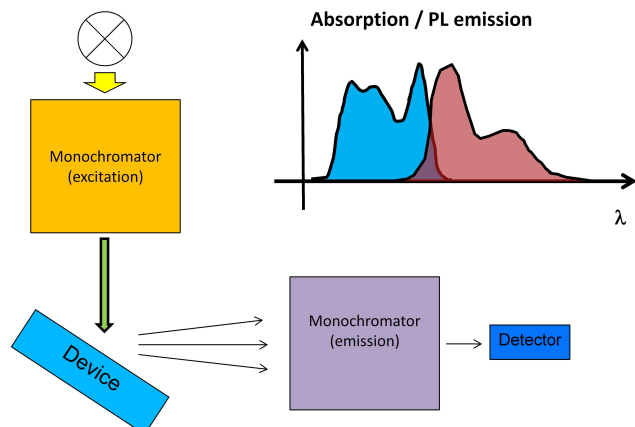 Absorption / PL emission
Monochromator
(excitation)
λ
Monochromator
(emission)
Detector
Device